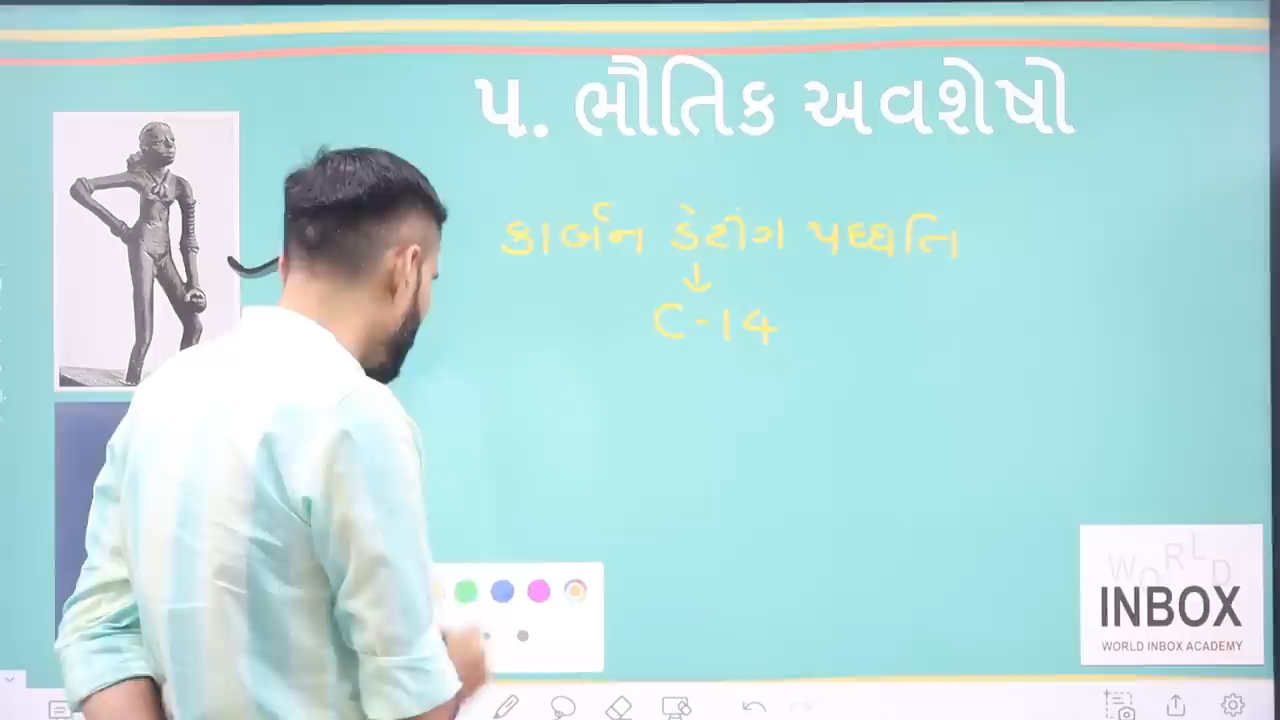 ૫. ભૌતિક અવશેષો
કાર્બન ડેટીંગ પધ્ધતિ
↓
C-14
WORLD
INBOX
WORLD INBOX ACADEMY